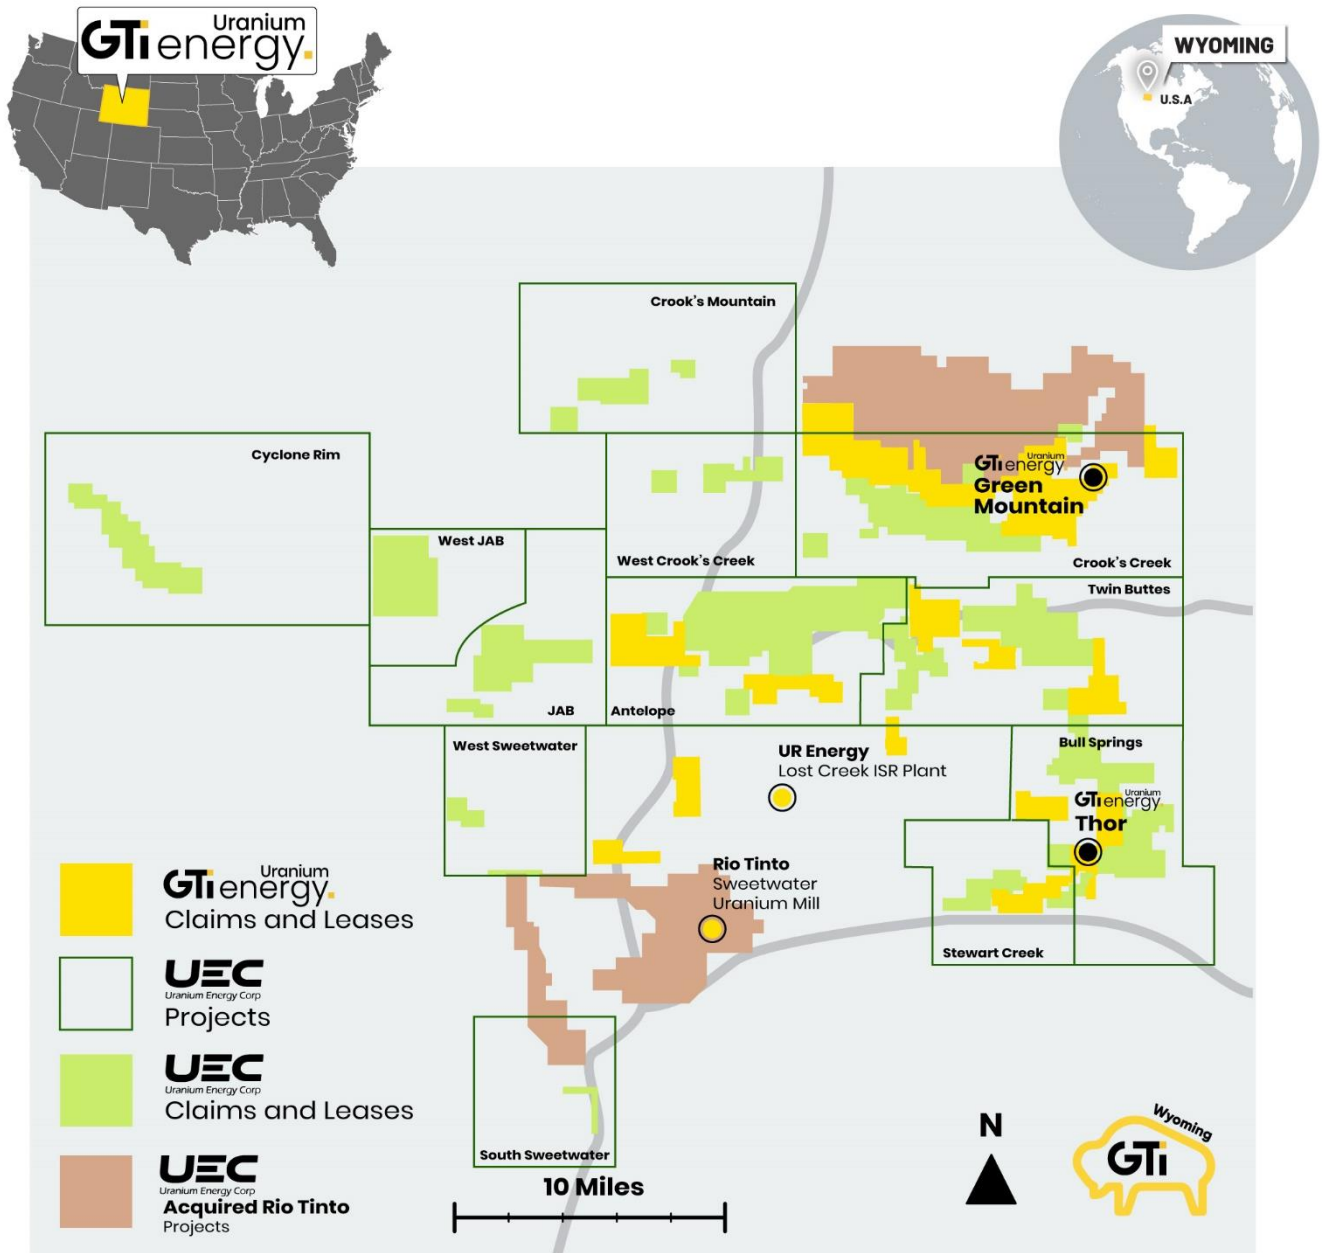 Uranium
GTi energy.
WYOMING
U.S.A
Crook's Mountain
Cyclone Rim
Uranium
GTi energy
Green
Mountain
West JAB
West Crook's Creek
Crook's Creek
Twin Buttes
JAB
Antelope
West Sweetwater
UR Energy
Lost Creek ISR Plant
Bull Springs
Uranium
GTi energy.
Thor
Rio Tinto
Sweetwater
Uranium Mill
Stewart Creek
South Sweetwater
Uranium
GTi energy.
Claims and Leases
UEC
Uranium Energy Corp
Projects
UEC
Uranium Energy Corp
Claims and Leases
UEC
Uranium Energy Corp
Acquired Rio Tinto
Projects
10 Miles
N
Wyoming
GTi